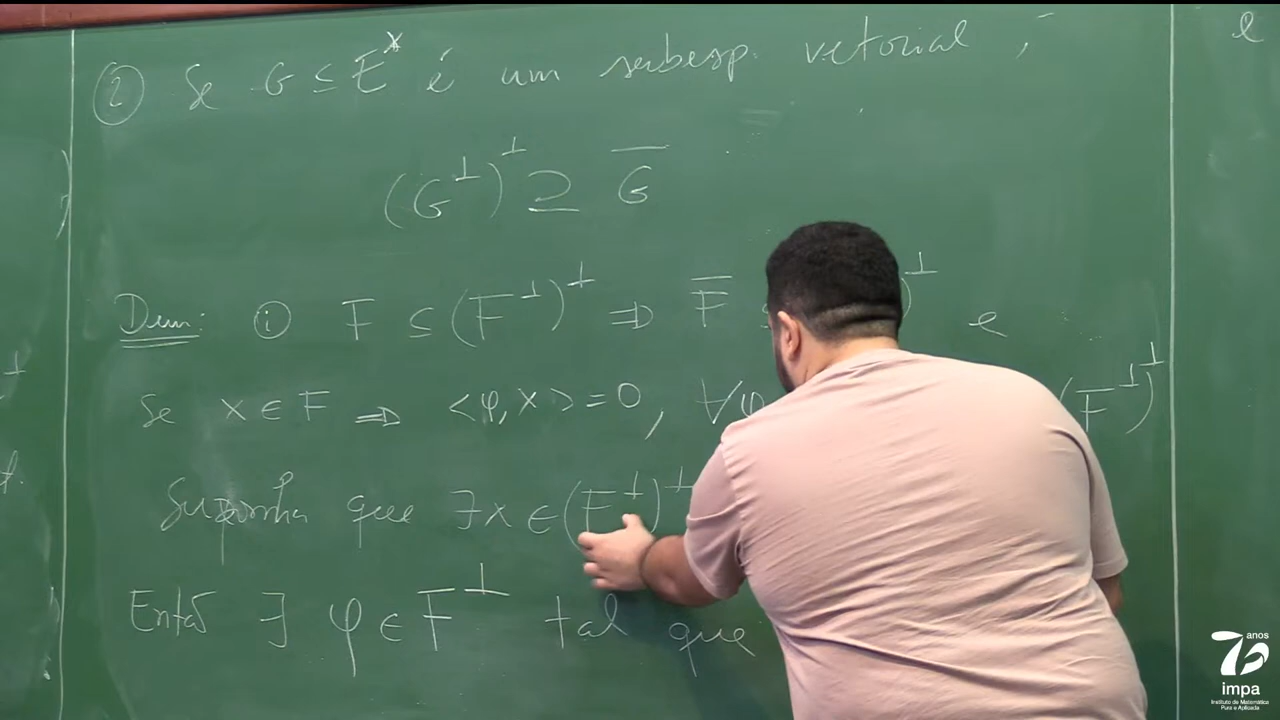 ② Se G ⊆ E* é um subesp. vetorial,
(G^⊥)^⊥ ⊇ G̅
Dem: ⓘ F ⊆ (F^⊥)^⊥ ⇒ F̅ )^⊥ e
Se x ∈ F ⇒ <φ, x> = 0, ∀φ (F^⊥)^⊥
Suponha que ∃x ∈ (F^⊥)^⊥
Então ∃ φ ∈ F^⊥ tal que
e
anos
impa
Instituto de Matemática
Pura e Aplicada